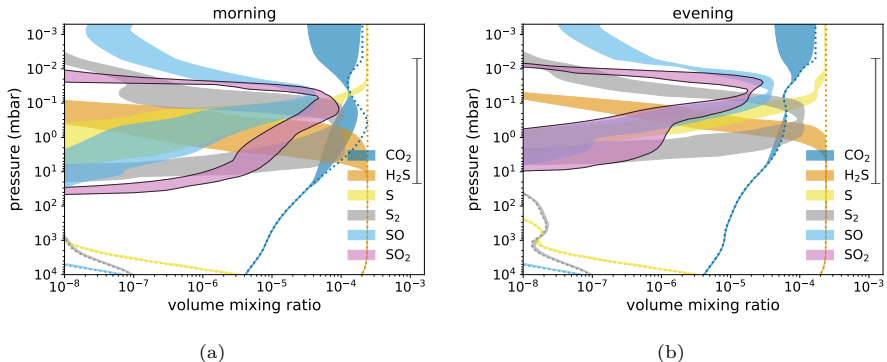 morning
10⁻³
10⁻²
10⁻¹
10⁰
10¹
10²
10³
10⁴
pressure (mbar)
CO₂
H₂S
S
S₂
SO
SO₂
10⁻⁸ 10⁻⁷ 10⁻⁶ 10⁻⁵ 10⁻⁴ 10⁻³
volume mixing ratio
(a)
evening
10⁻³
10⁻²
10⁻¹
10⁰
10¹
10²
10³
10⁴
pressure (mbar)
CO₂
H₂S
S
S₂
SO
SO₂
10⁻⁸ 10⁻⁷ 10⁻⁶ 10⁻⁵ 10⁻⁴ 10⁻³
volume mixing ratio
(b)